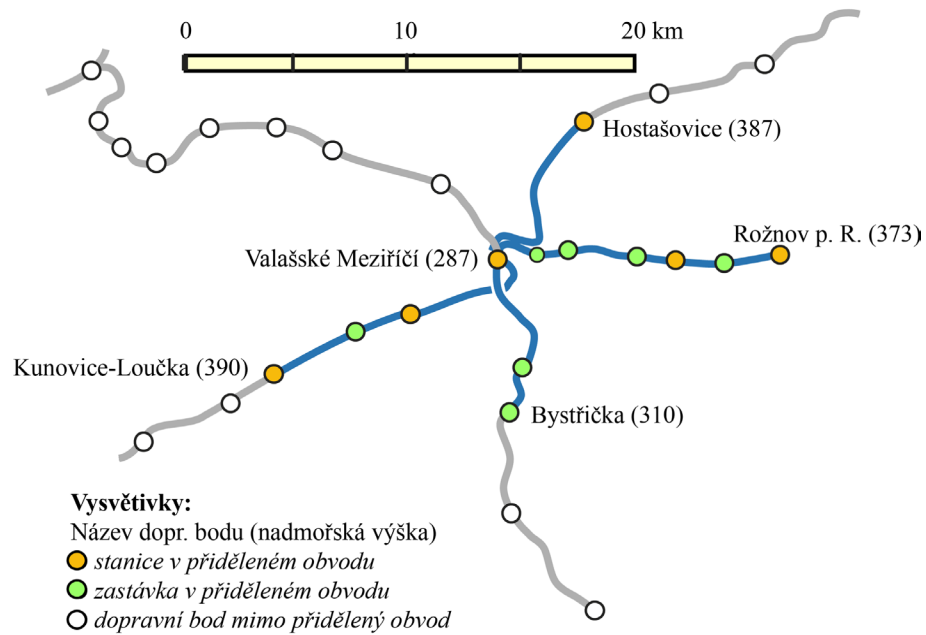 0 10 20 km
Hostašovice (387)
Rožnov p. R. (373)
Valašské Meziříčí (287)
Kunovice-Loučka (390)
Bystřička (310)
Vysvětivky:
Název dopr. bodu (nadmořská výška)
stanice v přiděleném obvodu
zastávka v přiděleném obvodu
dopravní bod mimo přidělený obvod